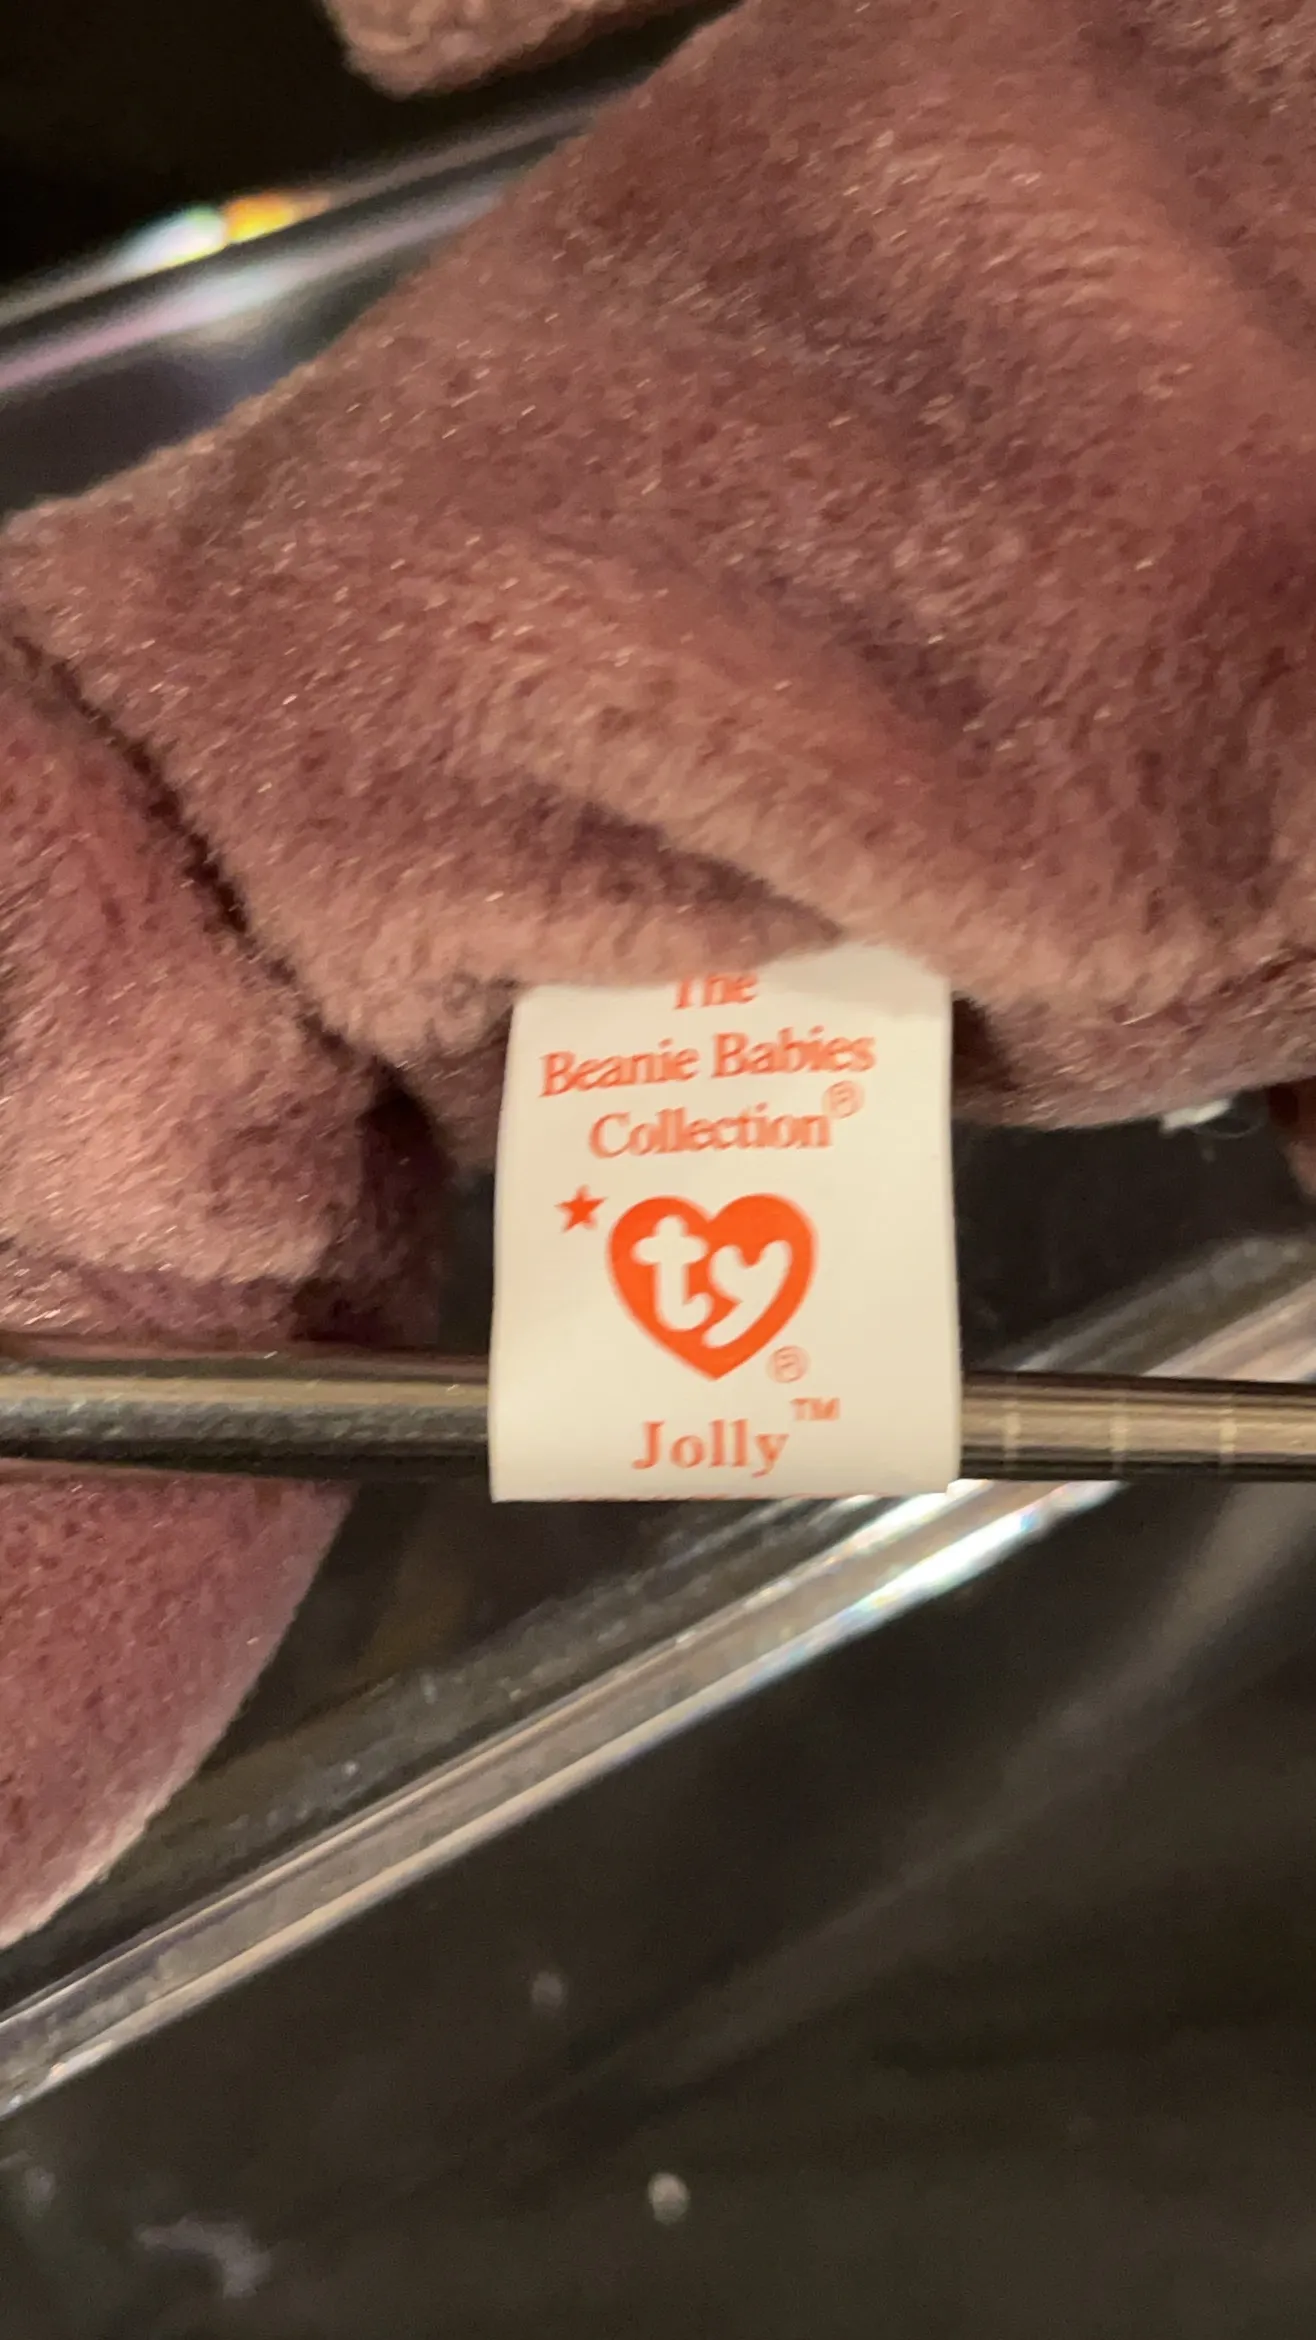 The
Beanie Babies
Collection®
★ ty®
Jolly™